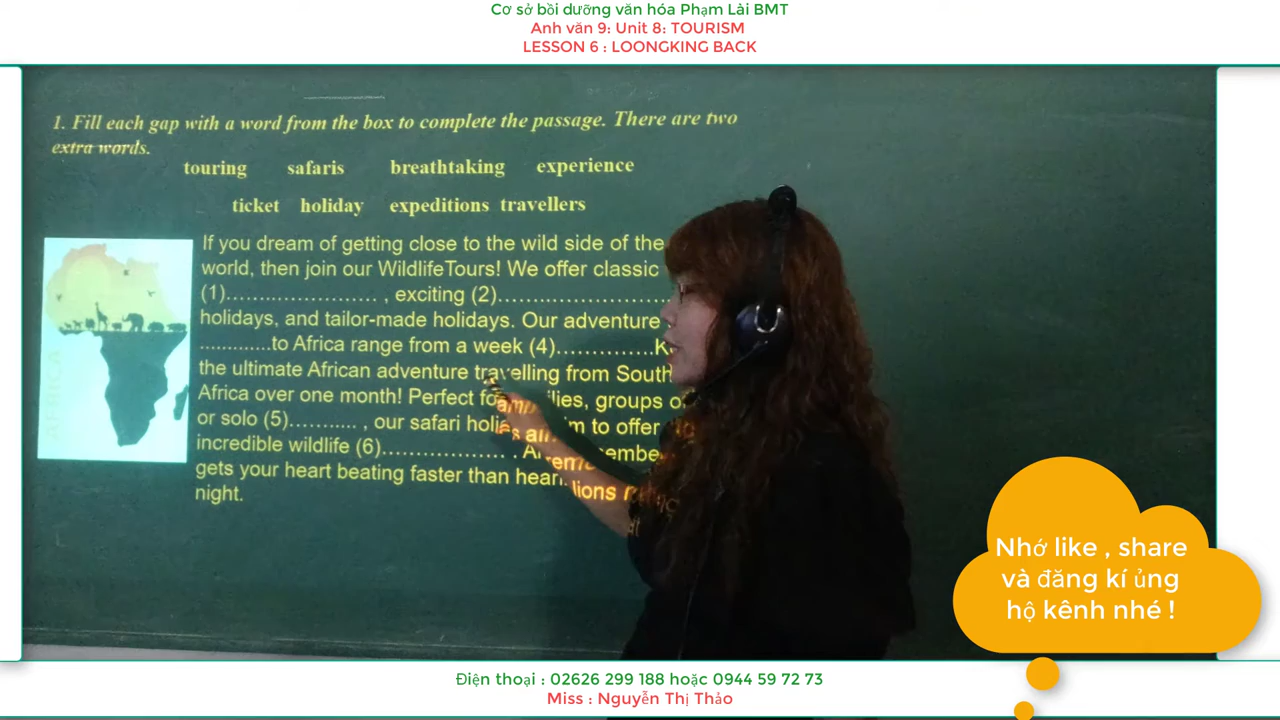 Cơ sở bồi dưỡng văn hóa Phạm Lài BMT
Anh văn 9: Unit 8: TOURISM
LESSON 6 : LOONGKING BACK
1. Fill each gap with a word from the box to complete the passage. There are two
extra words.
touring safaris breathtaking experience
ticket holiday expeditions travellers
If you dream of getting close to the wild side of the
world, then join our WildlifeTours! We offer classic
(1)…………………… , exciting (2)……………………
holidays, and tailor-made holidays. Our adventure
.............to Africa range from a week (4)…………..
the ultimate African adventure travelling from South
Africa over one month! Perfect families, groups
or solo (5)…........ , our safari to offer
incredible wildlife (6)……………… .
gets your heart beating faster than lions
night.
AFRICA
Nhớ like , share
và đăng kí ủng
hộ kênh nhé !
Điện thoại : 02626 299 188 hoặc 0944 59 72 73
Miss : Nguyễn Thị Thảo